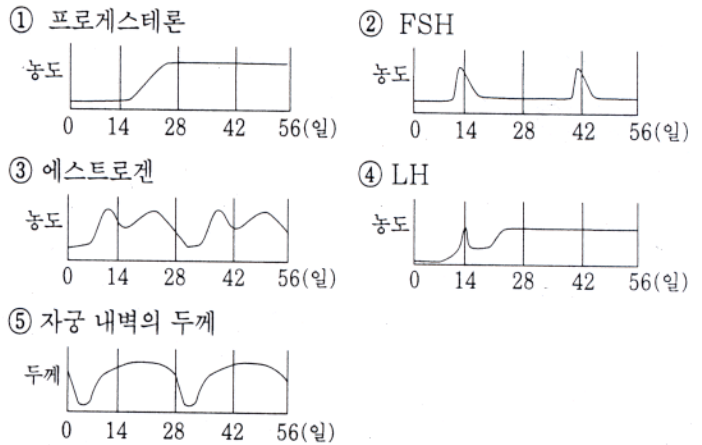 ① 프로게스테론
농도
0 14 28 42 56(일)
② FSH
농도
0 14 28 42 56(일)
③ 에스트로겐
농도
0 14 28 42 56(일)
④ LH
농도
0 14 28 42 56(일)
⑤ 자궁 내벽의 두께
두께
0 14 28 42 56(일)